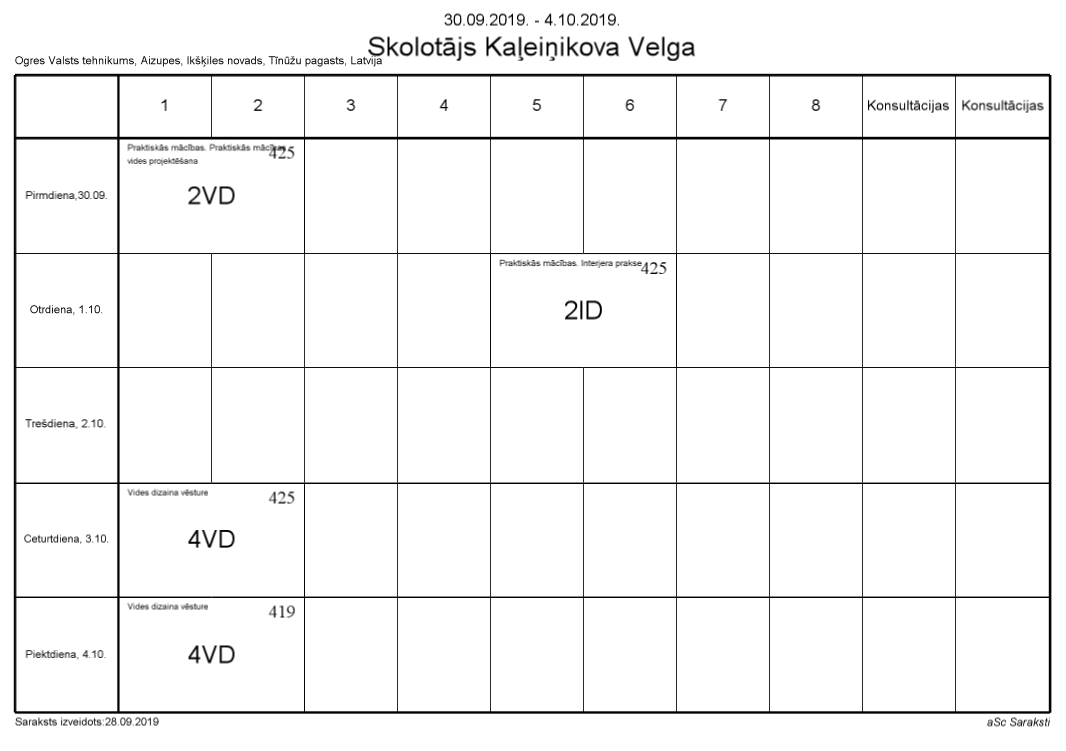 30.09.2019. - 4.10.2019.
Skolotājs Kaļeiņikova Velga
Ogres Valsts tehnikums, Aizupes, Ikšķiles novads, Tīnūžu pagasts, Latvija
1 2 3 4 5 6 7 8 Konsultācijas Konsultācijas
Praktiskās mācības. Praktiskās mācības 425
vides projektēšana
Pirmdiena,30.09. 2VD
Praktiskās mācības. Interjera prakse 425
Otrdiena, 1.10. 2ID
Trešdiena, 2.10.
Vides dizaina vēsture 425
Ceturtdiena, 3.10. 4VD
Vides dizaina vēsture 419
Piektdiena, 4.10. 4VD
Saraksts izveidots:28.09.2019 aSc Saraksti